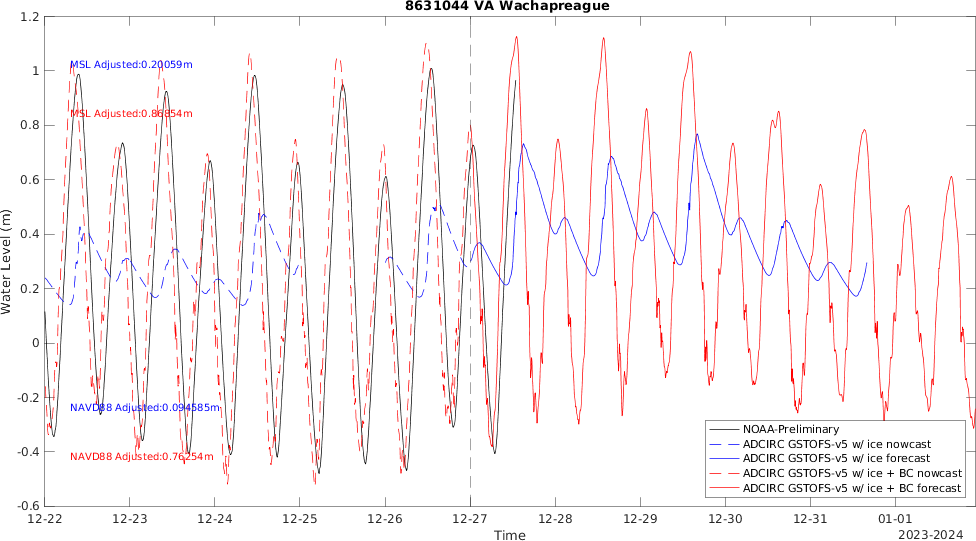 8631044 VA Wachapreague
1.2
1
0.8
0.6
0.4
0.2
0
-0.2
-0.4
-0.6
Water Level (m)
MSL Adjusted:0.20059m
MSL Adjusted:0.86854m
NAVD88 Adjusted:0.094585m
NAVD88 Adjusted:0.76254m
NOAA-Preliminary
ADCIRC GSTOFS-v5 w/ ice nowcast
ADCIRC GSTOFS-v5 w/ ice forecast
ADCIRC GSTOFS-v5 w/ ice + BC nowcast
ADCIRC GSTOFS-v5 w/ ice + BC forecast
12-22 12-23 12-24 12-25 12-26 12-27 12-28 12-29 12-30 12-31 01-01
Time
2023-2024